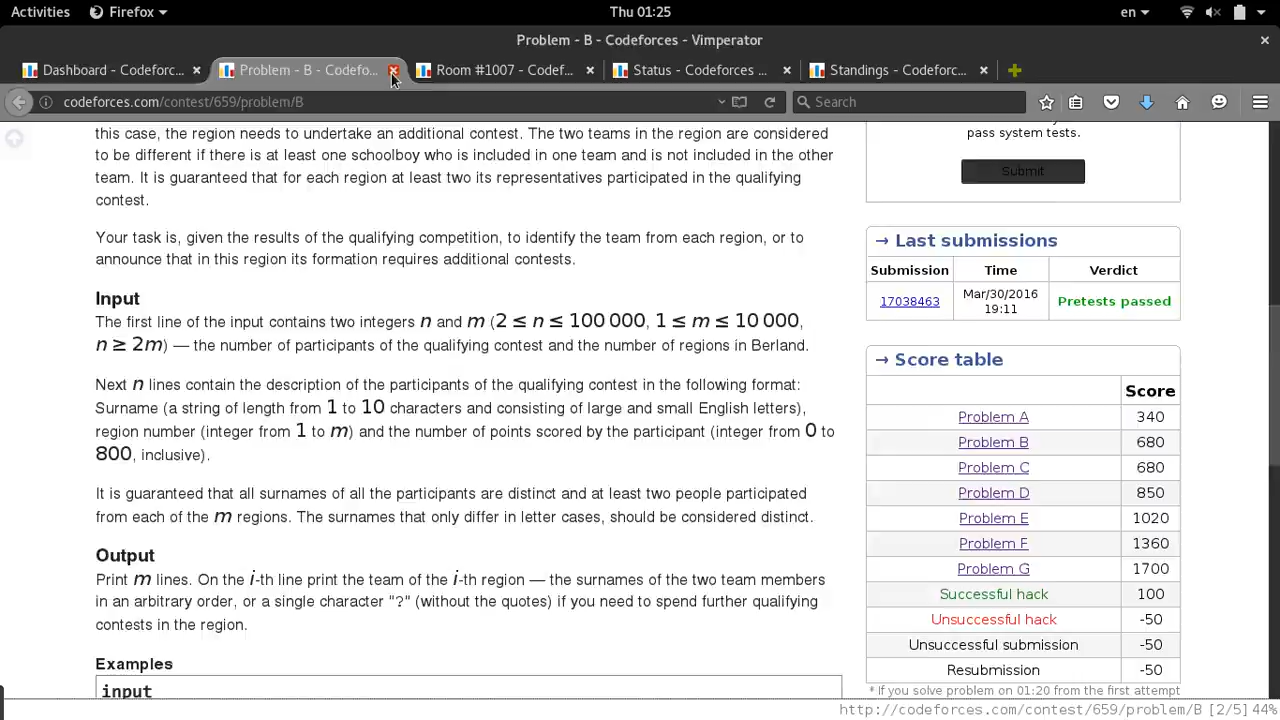 Activities Firefox Thu 01:25 en
Problem - B - Codeforces - Vimperator
Dashboard - Codeforc... Problem - B - Codefo... Room #1007 - Codef... Status - Codeforces ... Standings - Codeforc...
codeforces.com/contest/659/problem/B Search
this case, the region needs to undertake an additional contest. The two teams in the region are considered
to be different if there is at least one schoolboy who is included in one team and is not included in the other
team. It is guaranteed that for each region at least two its representatives participated in the qualifying
contest.
Your task is, given the results of the qualifying competition, to identify the team from each region, or to
announce that in this region its formation requires additional contests.
Input
The first line of the input contains two integers n and m (2 ≤ n ≤ 100 000, 1 ≤ m ≤ 10 000,
n ≥ 2m) — the number of participants of the qualifying contest and the number of regions in Berland.
Next n lines contain the description of the participants of the qualifying contest in the following format:
Surname (a string of length from 1 to 10 characters and consisting of large and small English letters),
region number (integer from 1 to m) and the number of points scored by the participant (integer from 0 to
800, inclusive).
It is guaranteed that all surnames of all the participants are distinct and at least two people participated
from each of the m regions. The surnames that only differ in letter cases, should be considered distinct.
Output
Print m lines. On the i-th line print the team of the i-th region — the surnames of the two team members
in an arbitrary order, or a single character "?" (without the quotes) if you need to spend further qualifying
contests in the region.
Examples
input
pass system tests.
Submit
→ Last submissions
Submission Time Verdict
17038463 Mar/30/2016 19:11 Pretests passed
→ Score table
Score
Problem A 340
Problem B 680
Problem C 680
Problem D 850
Problem E 1020
Problem F 1360
Problem G 1700
Successful hack 100
Unsuccessful hack -50
Unsuccessful submission -50
Resubmission -50
* If you solve problem on 01:20 from the first attempt
http://codeforces.com/contest/659/problem/B [2/5] 44%